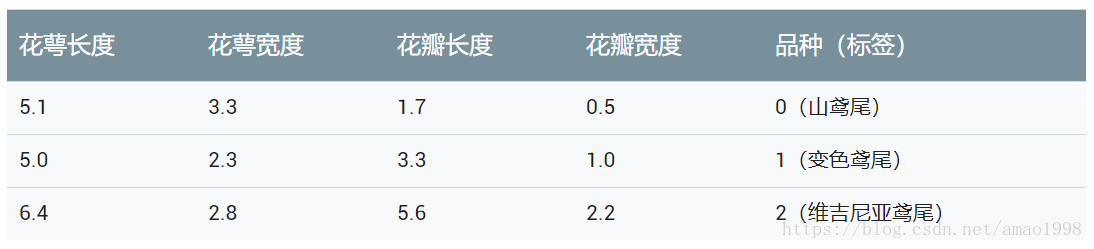 花萼长度 花萼宽度 花瓣长度 花瓣宽度 品种（标签）
5.1 3.3 1.7 0.5 0（山鸢尾）
5.0 2.3 3.3 1.0 1（变色鸢尾）
6.4 2.8 5.6 2.2 2（维吉尼亚鸢尾）
https://blog.csdn.net/amao1998